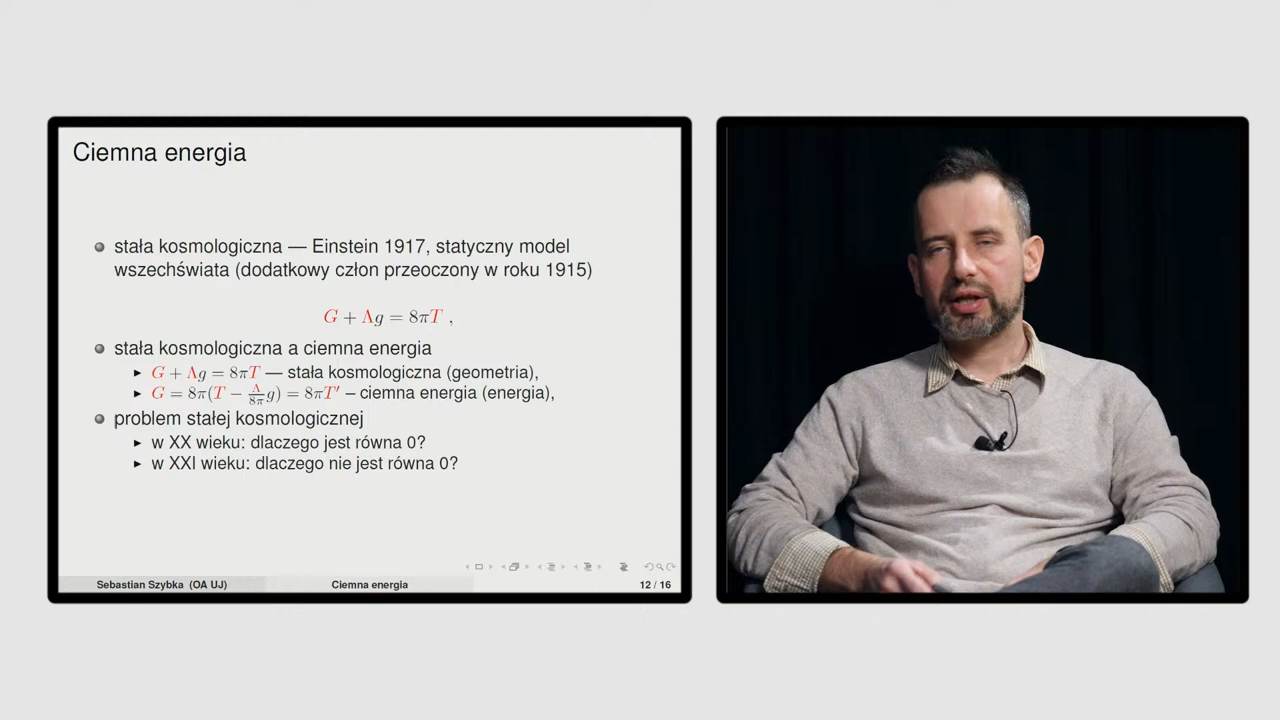 Ciemna energia
stała kosmologiczna — Einstein 1917, statyczny model
wszechświata (dodatkowy człon przeoczony w roku 1915)
G + Λg = 8πT ,
stała kosmologiczna a ciemna energia
G + Λg = 8πT — stała kosmologiczna (geometria),
G = 8π(T − Λ/8π g) = 8πT′ – ciemna energia (energia),
problem stałej kosmologicznej
w XX wieku: dlaczego jest równa 0?
w XXI wieku: dlaczego nie jest równa 0?
Sebastian Szybka (OA UJ) Ciemna energia 12 / 16